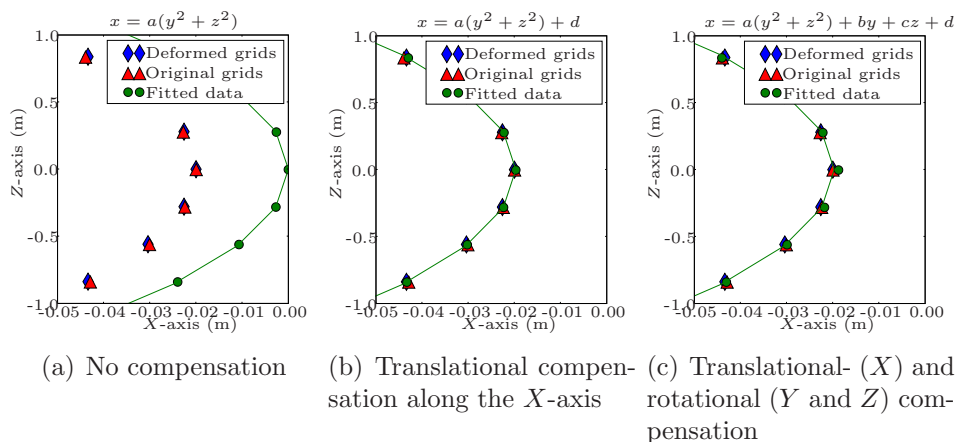 x = a(y² + z²)
1.0
0.5
0.0
-0.5
-1.0
Z-axis (m)
Deformed grids
Original grids
Fitted data
-0.05 -0.04 -0.03 -0.02 -0.01 0.00
X-axis (m)
(a) No compensation
x = a(y² + z²) + d
1.0
0.5
0.0
-0.5
-1.0
Z-axis (m)
Deformed grids
Original grids
Fitted data
-0.05 -0.04 -0.03 -0.02 -0.01 0.00
X-axis (m)
(b) Translational compen-
sation along the X-axis
x = a(y² + z²) + by + cz + d
1.0
0.5
0.0
-0.5
-1.0
Z-axis (m)
Deformed grids
Original grids
Fitted data
-0.05 -0.04 -0.03 -0.02 -0.01 0.00
X-axis (m)
(c) Translational- (X) and
rotational (Y and Z) com-
pensation